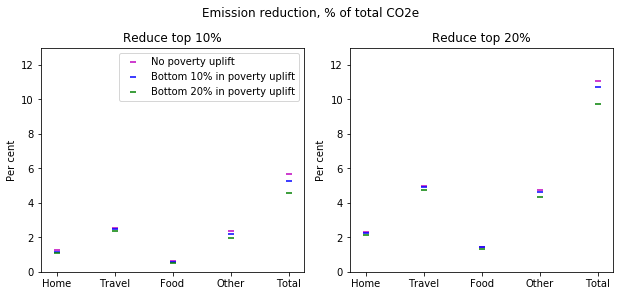 Emission reduction, % of total CO2e
Reduce top 10%
No poverty uplift
Bottom 10% in poverty uplift
Bottom 20% in poverty uplift
Per cent
12
10
8
6
4
2
0
Home Travel Food Other Total
Reduce top 20%
Per cent
12
10
8
6
4
2
0
Home Travel Food Other Total